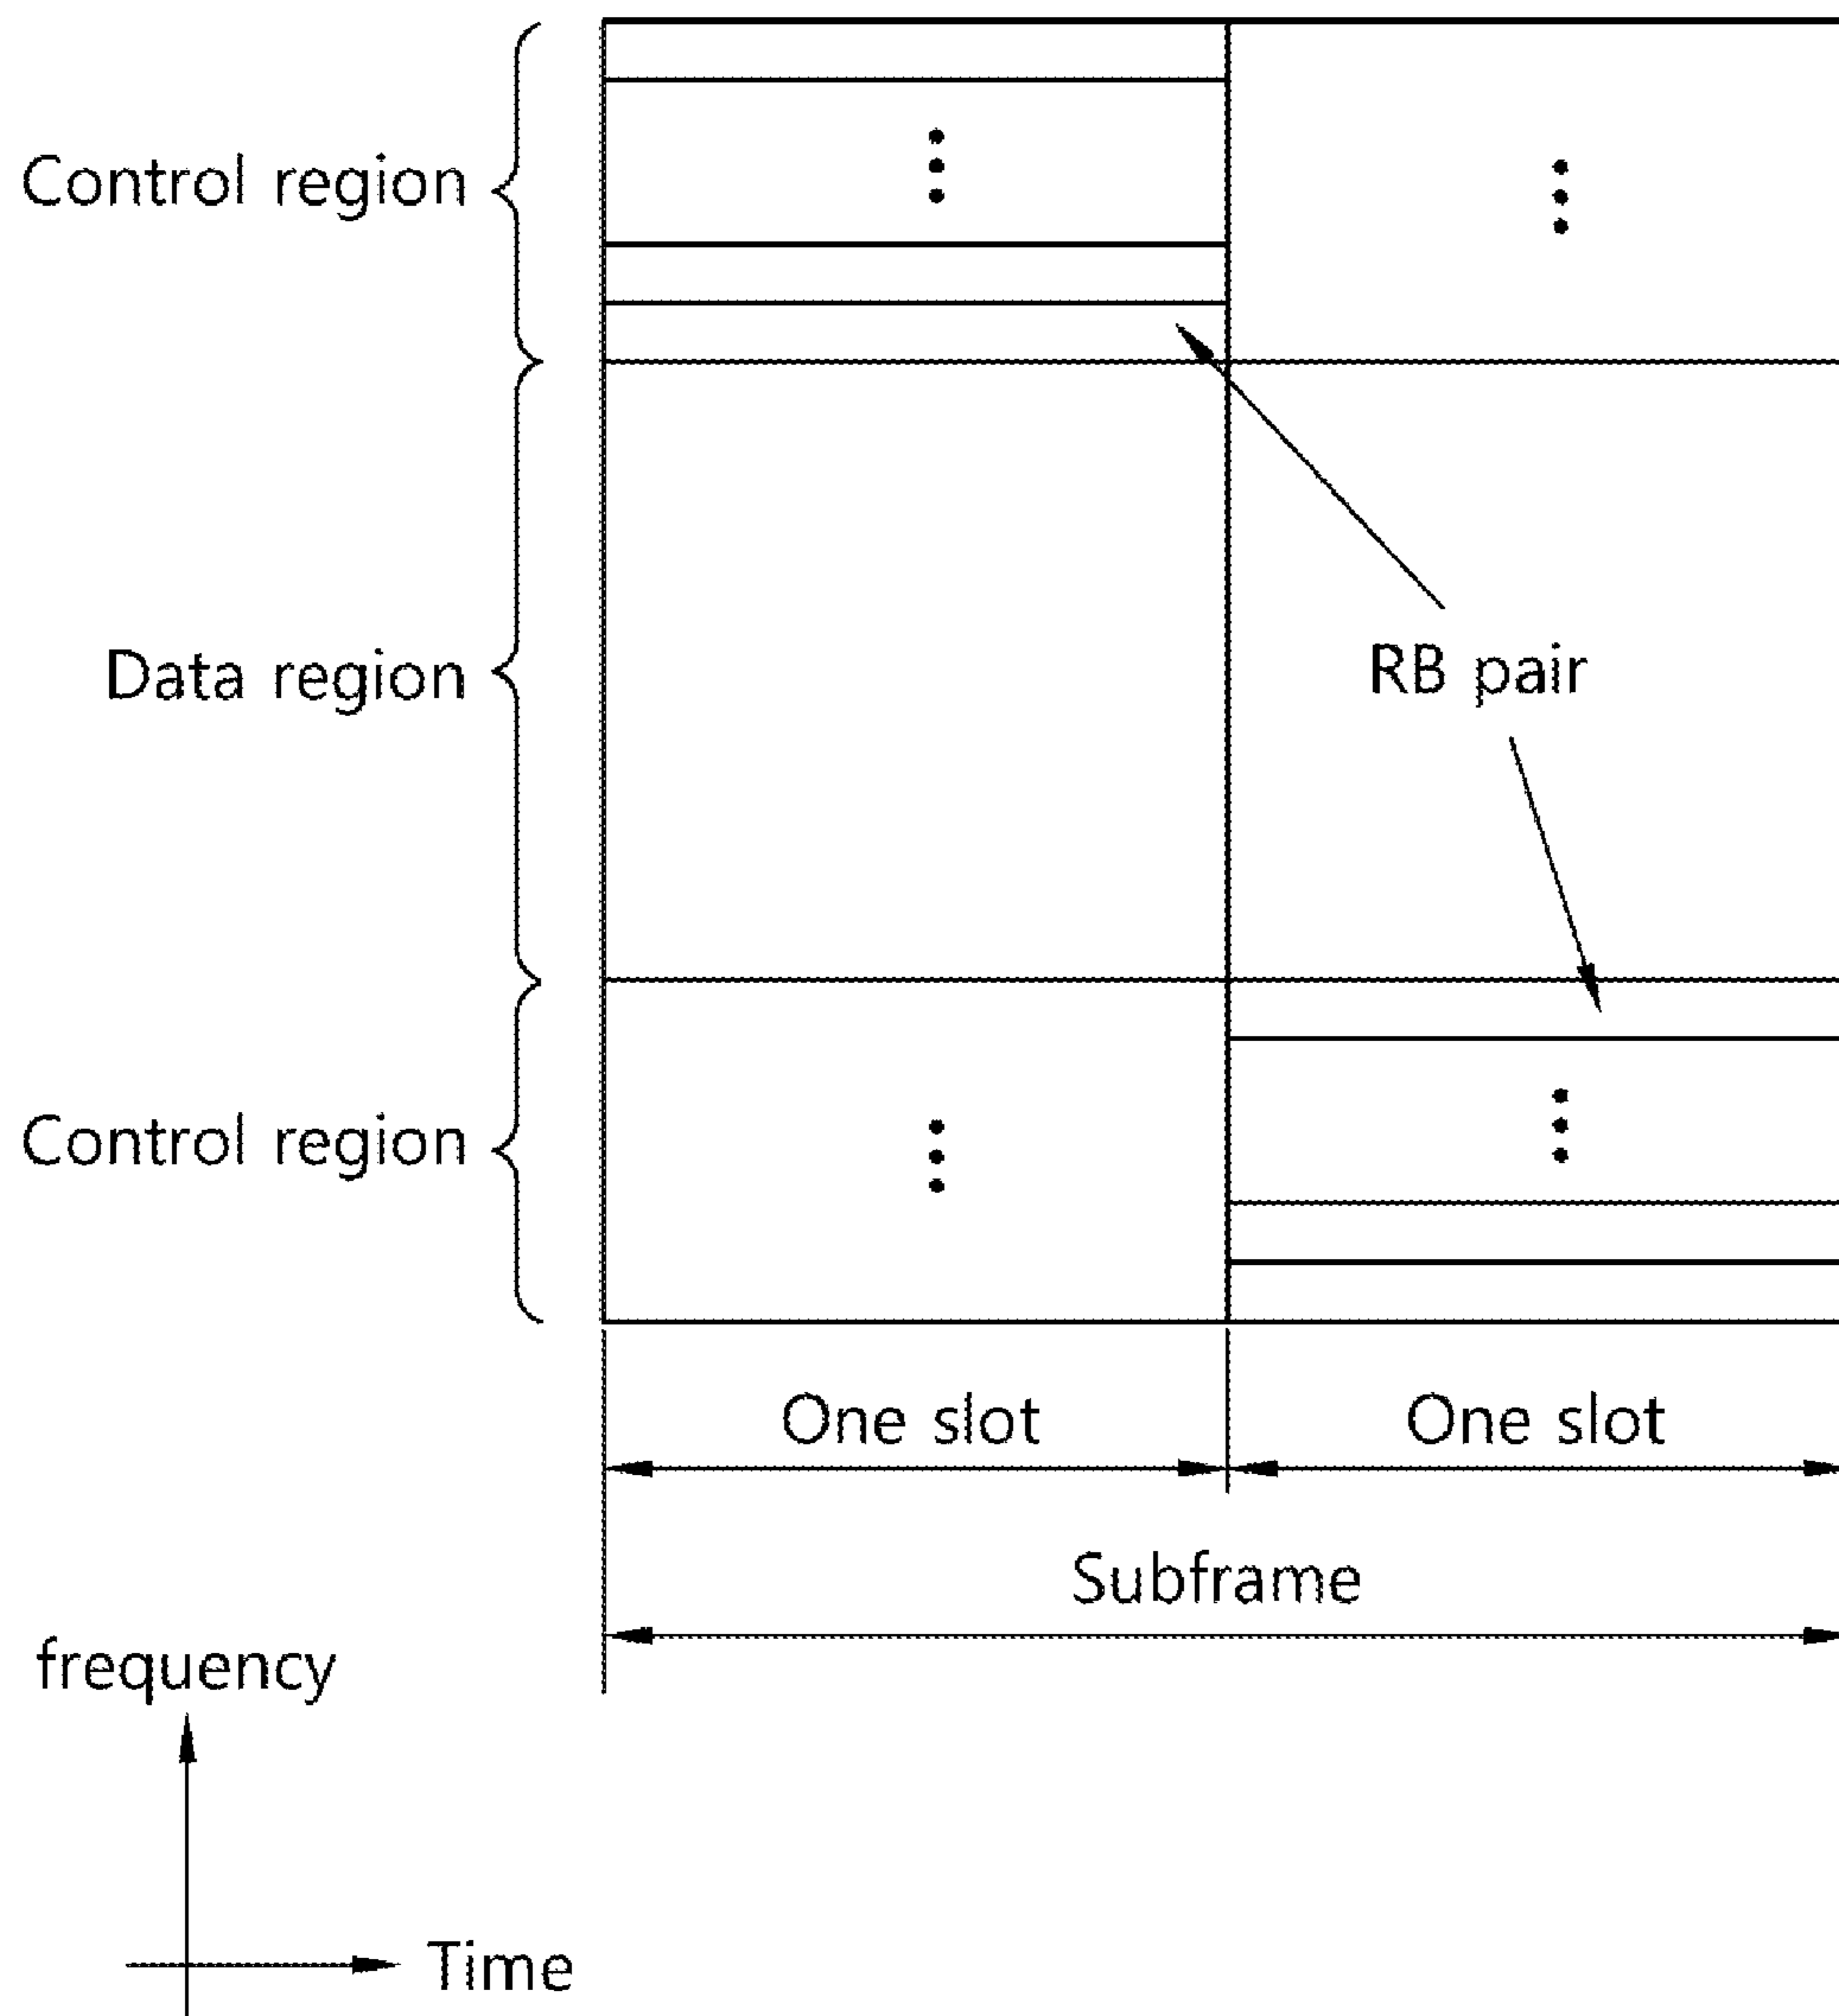 Control region
Data region
RB pair
Control region
One slot
One slot
Subframe
frequency
Time